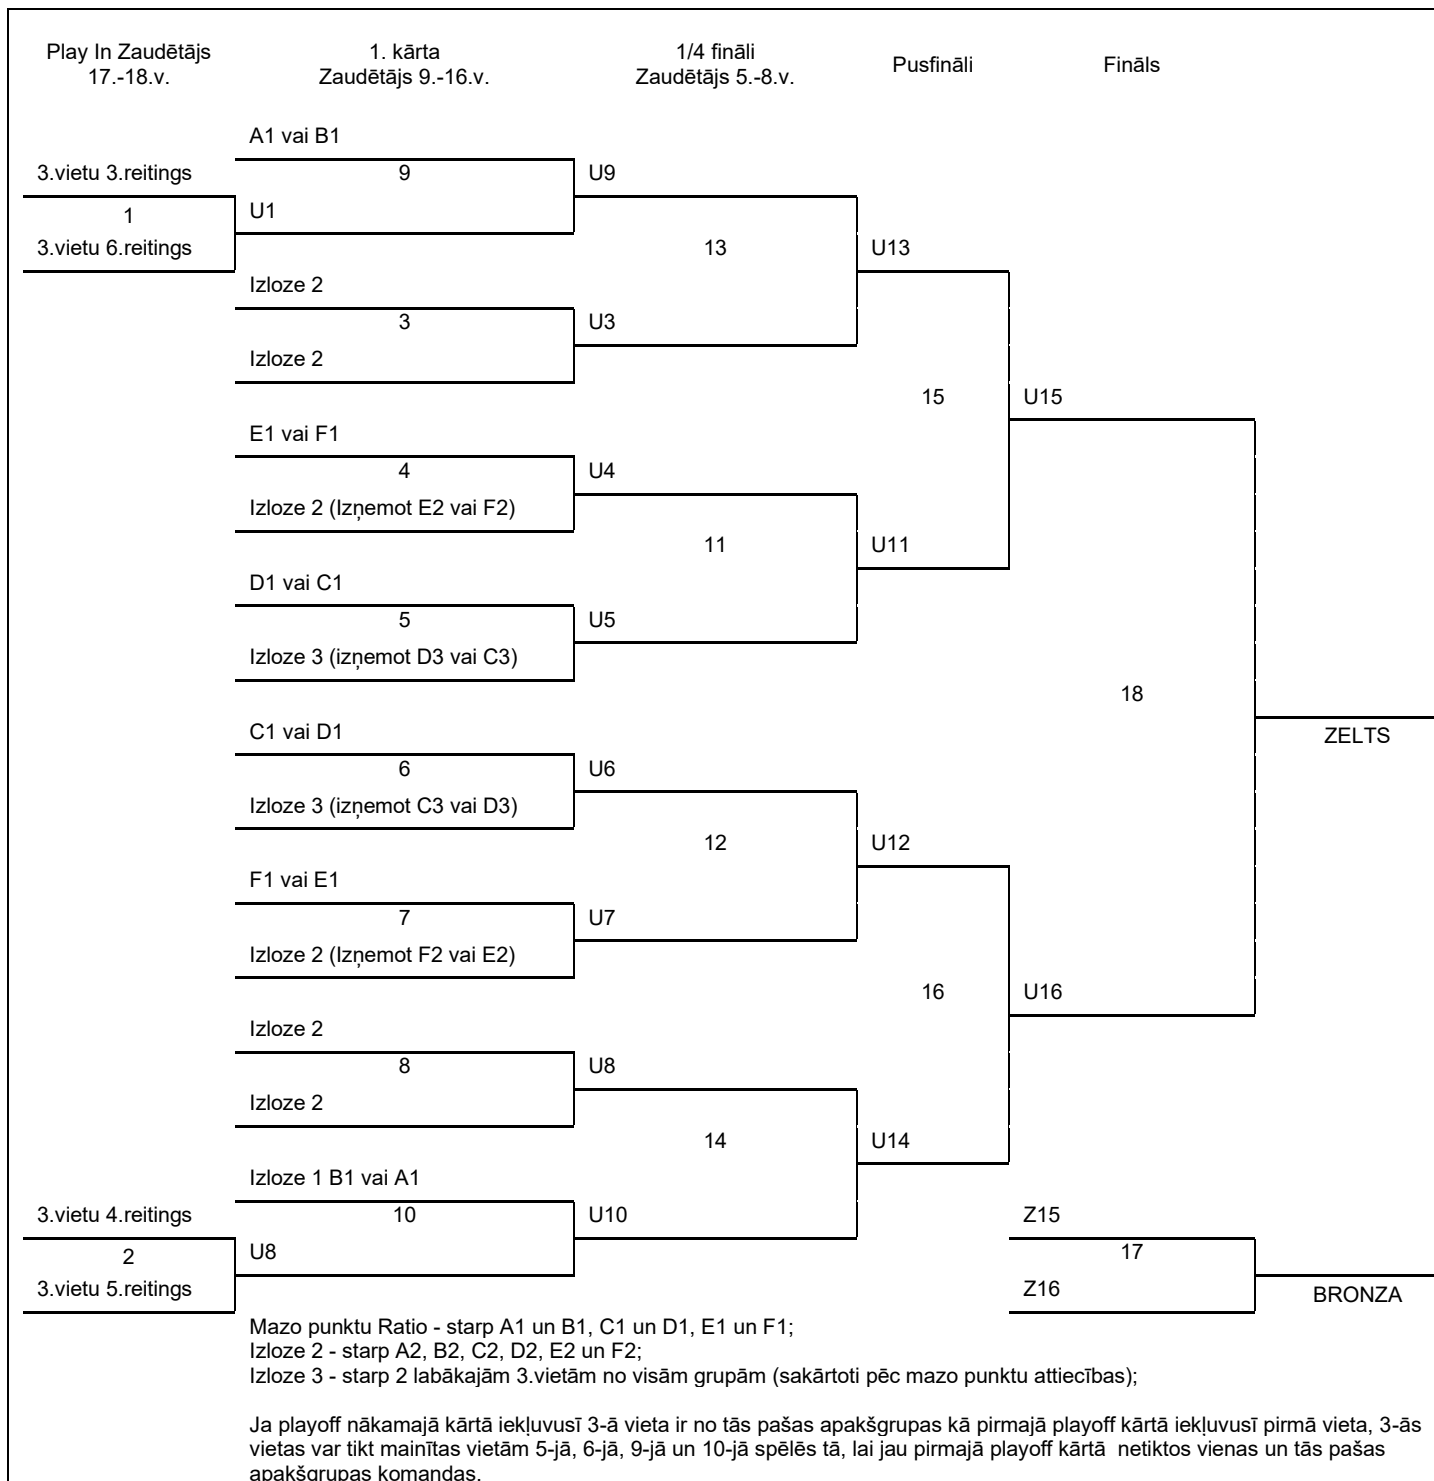 Play In Zaudētājs
17.-18.v.
1. kārta
Zaudētājs 9.-16.v.
1/4 fināli
Zaudētājs 5.-8.v.
Pusfināli
Fināls
A1 vai B1
3.vietu 3.reitings
9
U9
1
U1
3.vietu 6.reitings
13
U13
Izloze 2
3
U3
Izloze 2
15
U15
E1 vai F1
4
U4
Izloze 2 (Izņemot E2 vai F2)
11
U11
D1 vai C1
5
U5
Izloze 3 (izņemot D3 vai C3)
18
C1 vai D1
ZELTS
6
U6
Izloze 3 (izņemot C3 vai D3)
12
U12
F1 vai E1
7
U7
Izloze 2 (Izņemot F2 vai E2)
16
U16
Izloze 2
8
U8
Izloze 2
14
U14
Izloze 1 B1 vai A1
3.vietu 4.reitings
10
U10
Z15
2
U8
17
3.vietu 5.reitings
Z16
BRONZA
Mazo punktu Ratio - starp A1 un B1, C1 un D1, E1 un F1;
Izloze 2 - starp A2, B2, C2, D2, E2 un F2;
Izloze 3 - starp 2 labākajām 3.vietām no visām grupām (sakārtoti pēc mazo punktu attiecības);
Ja playoff nākamajā kārtā iekļuvusī 3-ā vieta ir no tās pašas apakšgrupas kā pirmajā playoff kārtā iekļuvusī pirmā vieta, 3-ās
vietas var tikt mainītas vietām 5-jā, 6-jā, 9-jā un 10-jā spēlēs tā, lai jau pirmajā playoff kārtā netiktos vienas un tās pašas
apakšgrupas komandas.